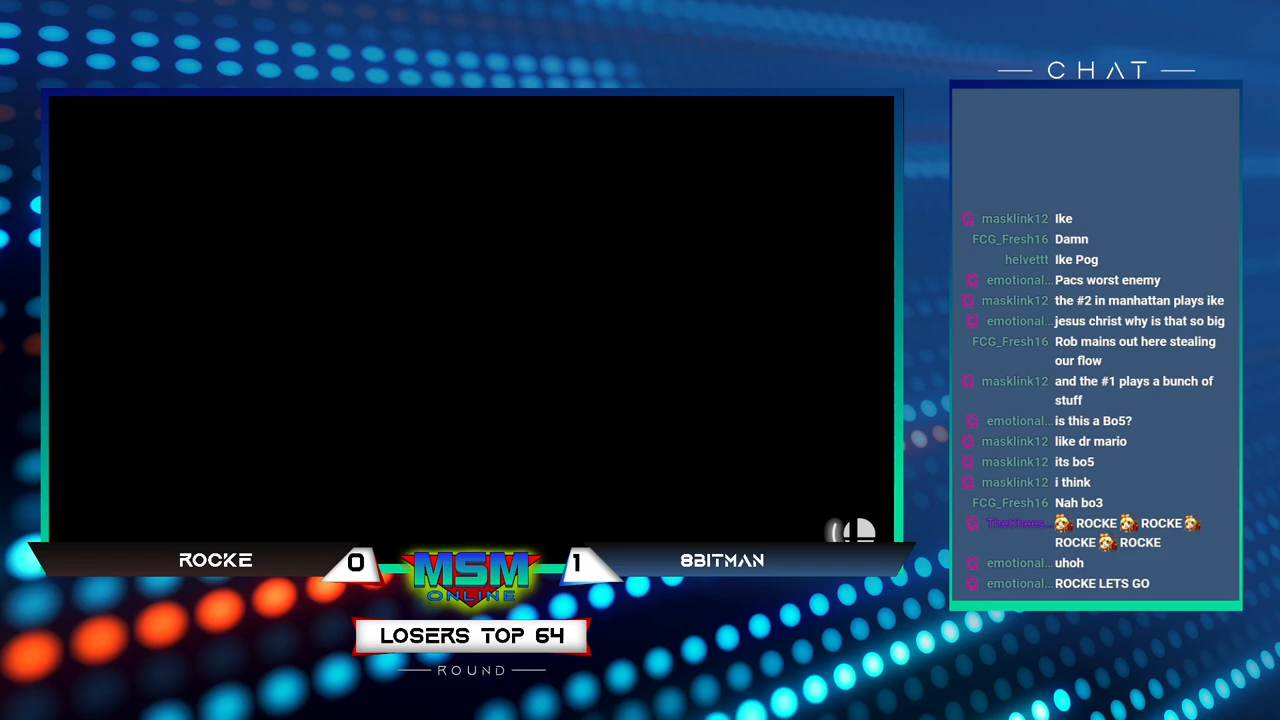 CHAT
masklink12 Ike
FCG_Fresh16 Damn
helvettt Ike Pog
emotional... Pacs worst enemy
masklink12 the #2 in manhattan plays ike
emotional... jesus christ why is that so big
FCG_Fresh16 Rob mains out here stealing
our flow
masklink12 and the #1 plays a bunch of
stuff
emotional... is this a Bo5?
masklink12 like dr mario
masklink12 its bo5
masklink12 i think
FCG_Fresh16 Nah bo3
TheChees... ROCKE ROCKE
ROCKE ROCKE
emotional... uhoh
emotional... ROCKE LETS GO
ROCKE 0 MSM 1 8BITMAN
ONLINE
LOSERS TOP 64
ROUND